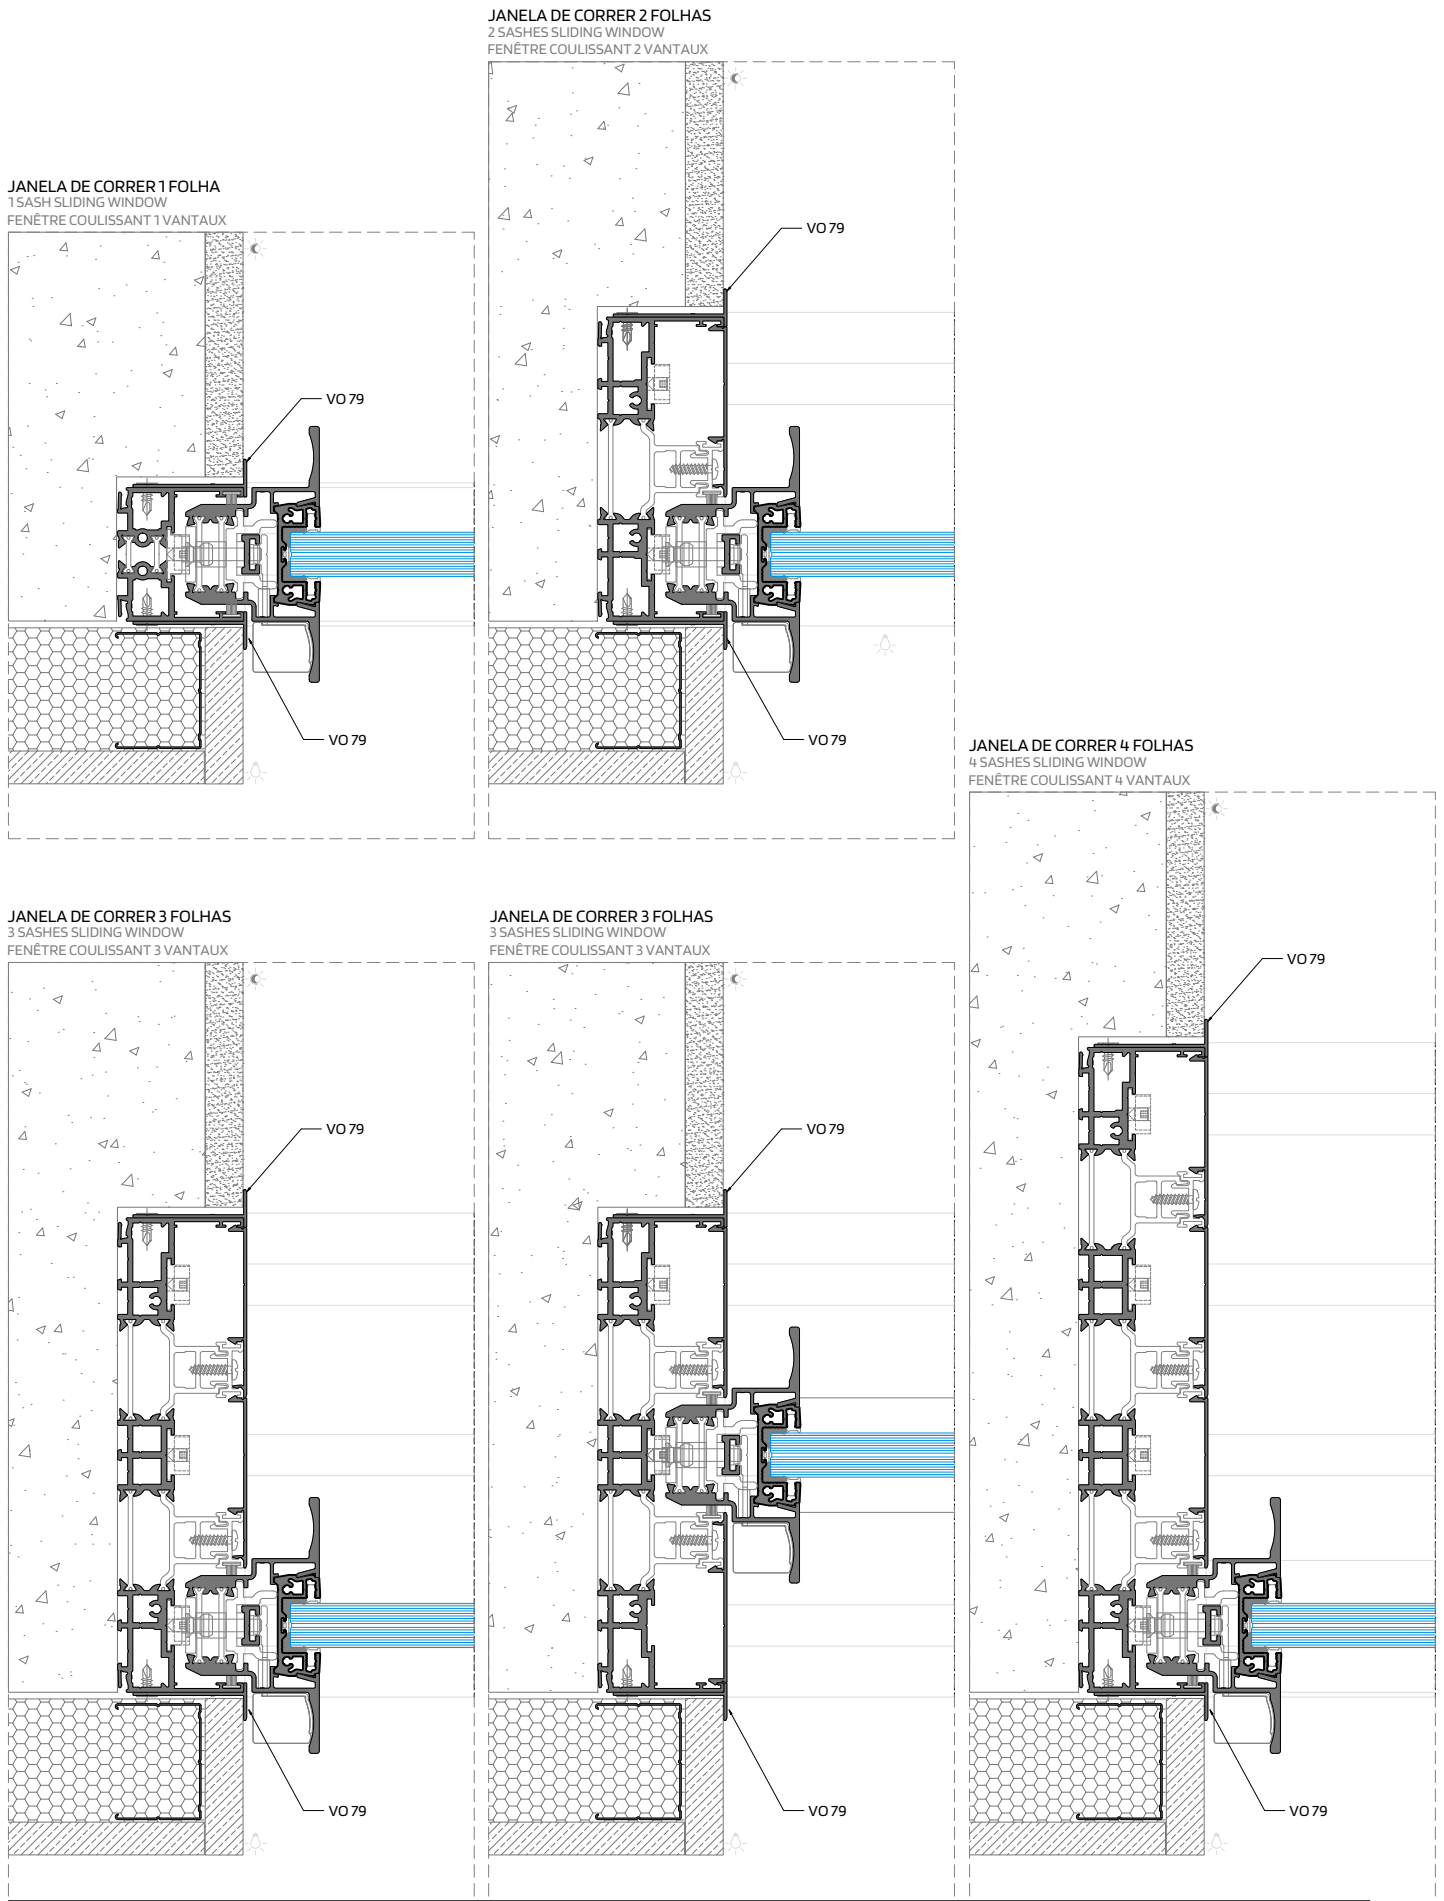 JANELA DE CORRER 2 FOLHAS
2 SASHES SLIDING WINDOW
FENÊTRE COULISSANT 2 VANTAUX
VO 79
VO 79
JANELA DE CORRER 1 FOLHA
1 SASH SLIDING WINDOW
FENÊTRE COULISSANT 1 VANTAUX
VO 79
VO 79
JANELA DE CORRER 4 FOLHAS
4 SASHES SLIDING WINDOW
FENÊTRE COULISSANT 4 VANTAUX
VO 79
VO 79
JANELA DE CORRER 3 FOLHAS
3 SASHES SLIDING WINDOW
FENÊTRE COULISSANT 3 VANTAUX
VO 79
VO 79
JANELA DE CORRER 3 FOLHAS
3 SASHES SLIDING WINDOW
FENÊTRE COULISSANT 3 VANTAUX
VO 79
VO 79